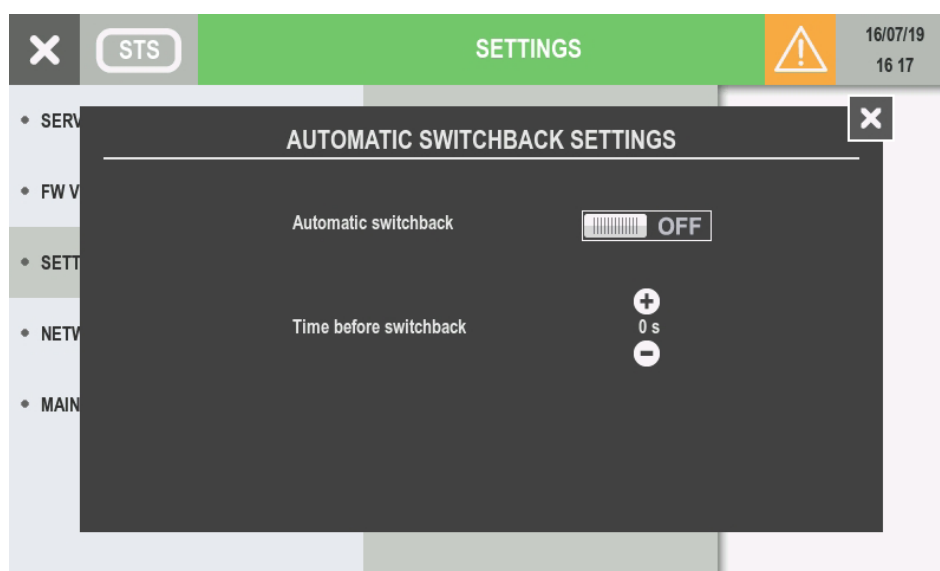 STS
SETTINGS
16/07/19
16 17
SERV
AUTOMATIC SWITCHBACK SETTINGS
FW V
Automatic switchback
OFF
SETT
Time before switchback
0 s
NETW
MAIN